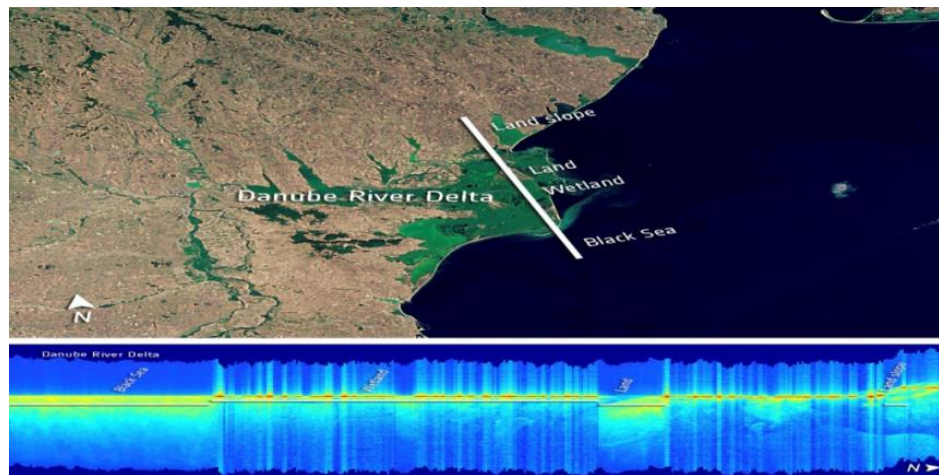 Land slope
Land
Wetland
Danube River Delta
Black Sea
N
Danube River Delta
Black Sea
Wetland
Land
Land slope
N